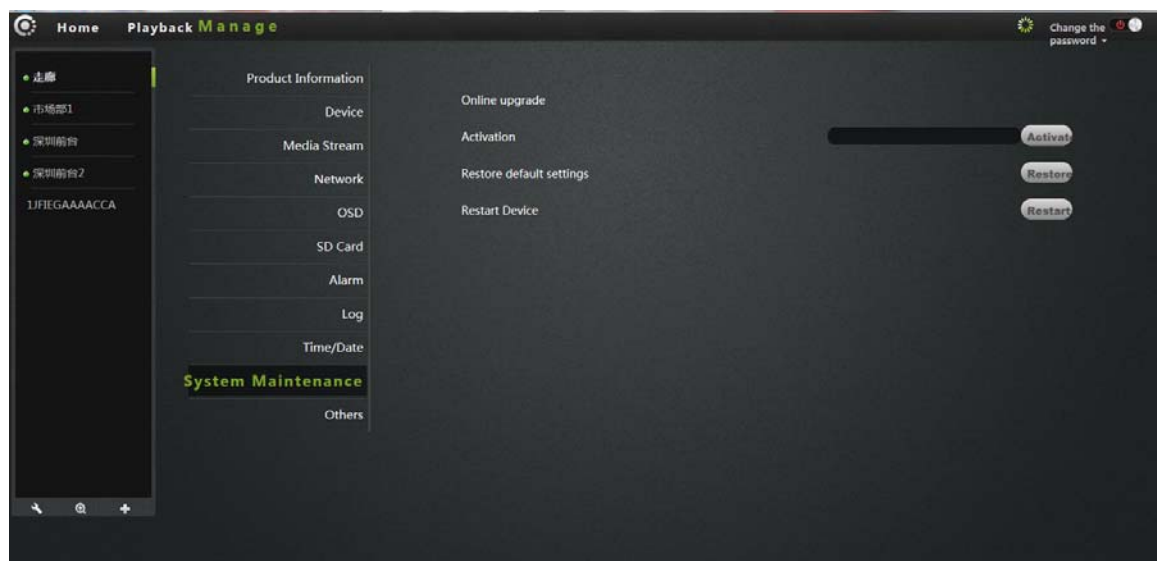 Home Playback Manage
Change the
password
走廊
市场部1
深圳前台
深圳前台2
1JFIEGAAAACCA
Product Information
Device
Media Stream
Network
OSD
SD Card
Alarm
Log
Time/Date
System Maintenance
Others
Online upgrade
Activation
Activate
Restore default settings
Restore
Restart Device
Restart